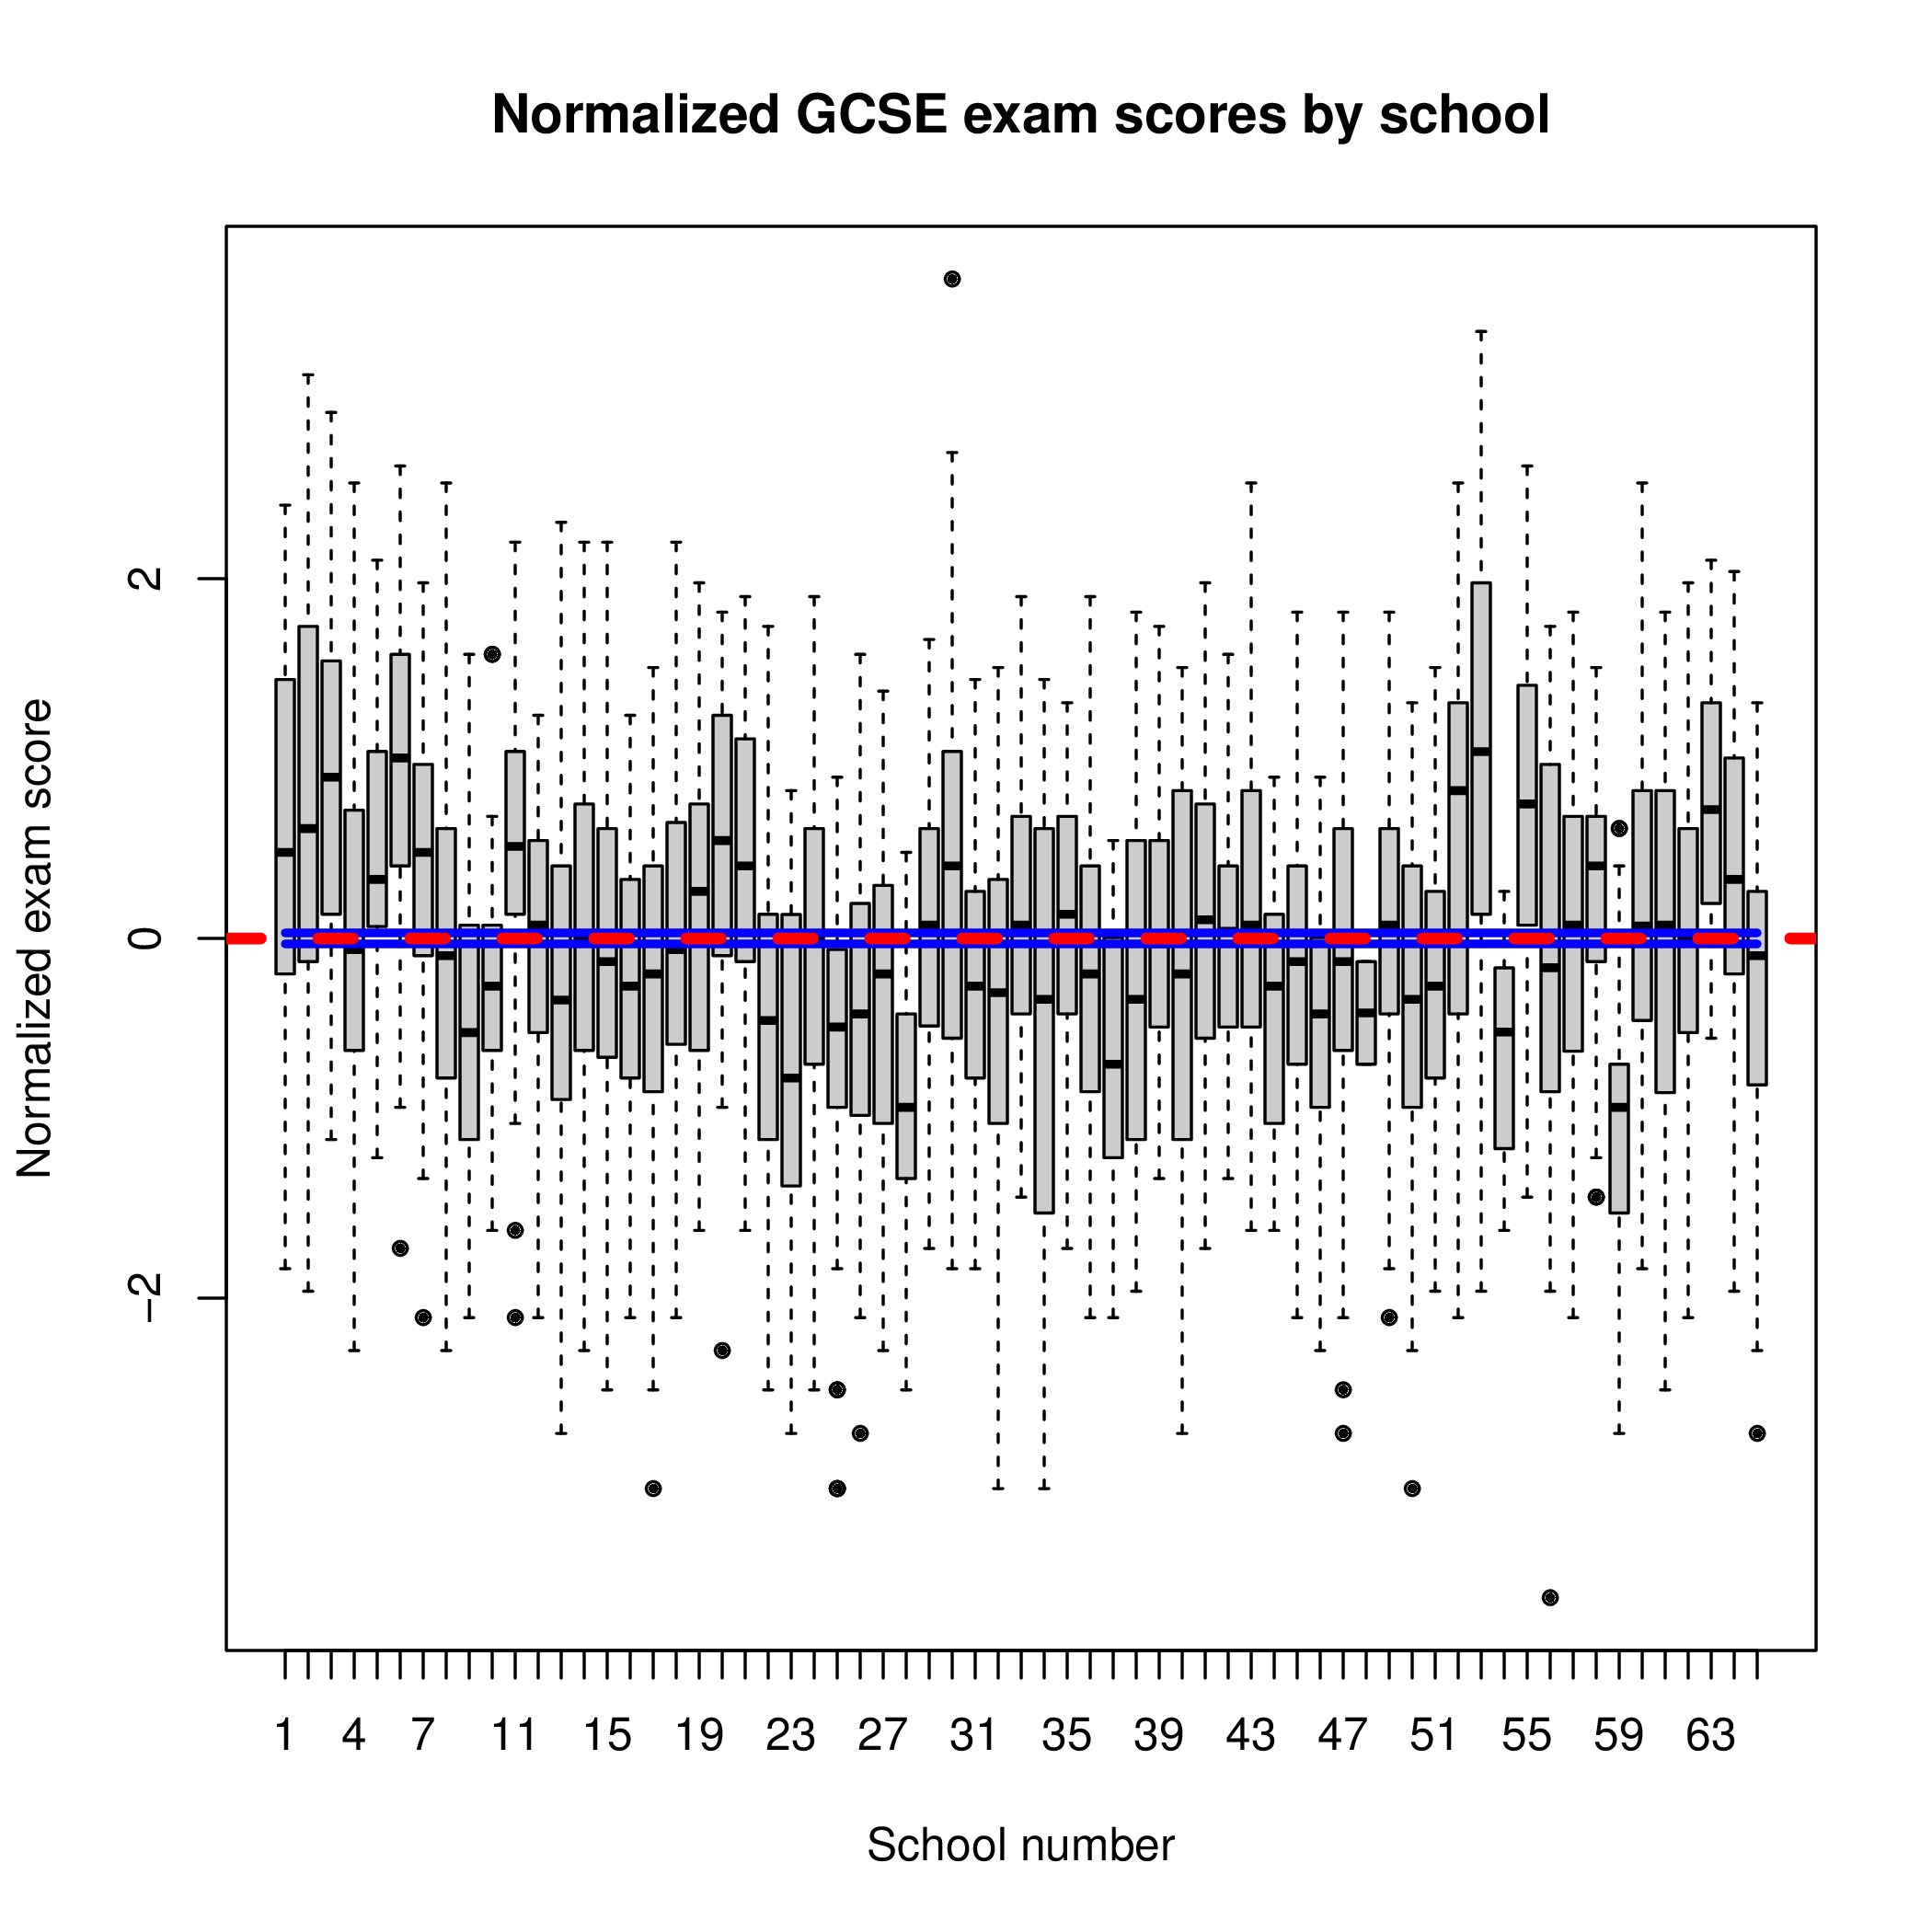 Normalized GCSE exam scores by school
Normalized exam score
2
0
−2
1 4 7 11 15 19 23 27 31 35 39 43 47 51 55 59 63
School number